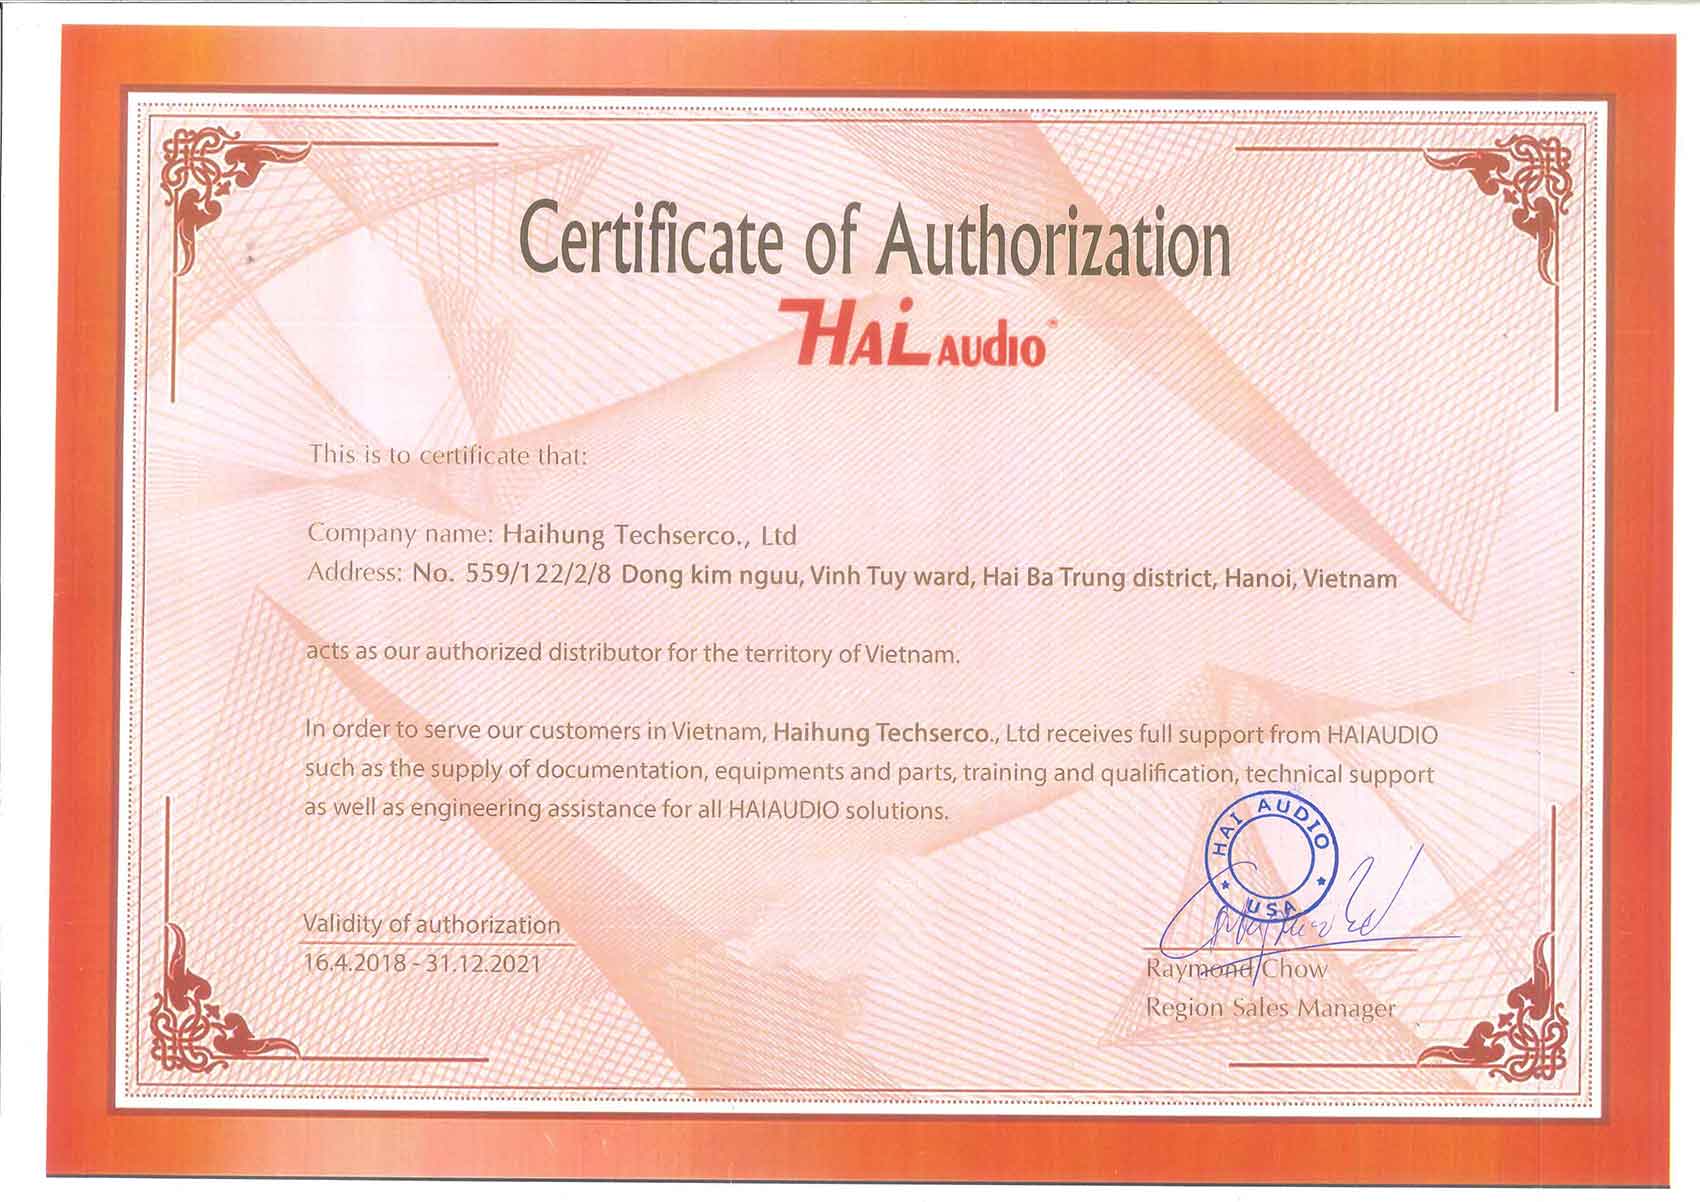 Certificate of Authorization
HAi AUdiO
This is to certificate that:
Company name: Haihung Techserco., Ltd
Address: No. 559/122/2/8 Dong kim nguu, Vinh Tuy ward, Hai Ba Trung district, Hanoi, Vietnam
acts as our authorized distributor for the territory of Vietnam.
In order to serve our customers in Vietnam, Haihung Techserco., Ltd receives full support from HAIAUDIO
such as the supply of documentation, equipments and parts, training and qualification, technical support
as well as engineering assistance for all HAIAUDIO solutions.
HAI AUDIO
USA
Validity of authorization
16.4.2018 - 31.12.2021
Raymond Chow
Region Sales Manager